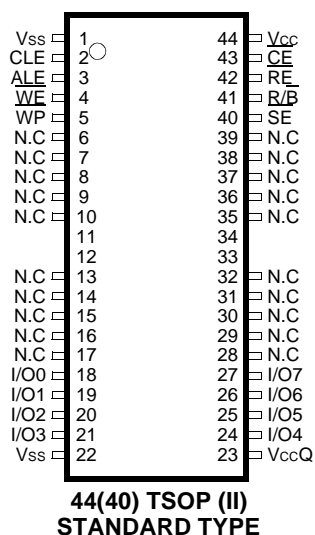 Vss 1 44 Vcc
CLE 2 43 CE
ALE 3 42 RE
WE 4 41 R/B
WP 5 40 SE
N.C 6 39 N.C
N.C 7 38 N.C
N.C 8 37 N.C
N.C 9 36 N.C
N.C 10 35 N.C
11 34
12 33
N.C 13 32 N.C
N.C 14 31 N.C
N.C 15 30 N.C
N.C 16 29 N.C
N.C 17 28 N.C
I/O0 18 27 I/O7
I/O1 19 26 I/O6
I/O2 20 25 I/O5
I/O3 21 24 I/O4
Vss 22 23 VccQ
44(40) TSOP (II)
STANDARD TYPE